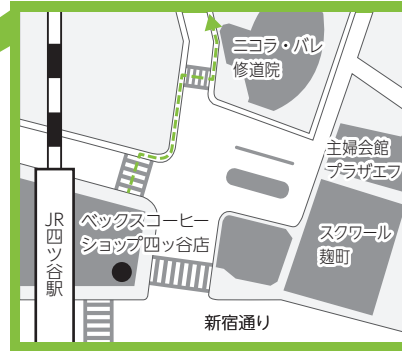 ニコラ・バレ
修道院
主婦会館
プラザエフ
JR四ツ谷駅
ベックスコーヒー
ショップ四ッ谷店
スクワール
麹町
新宿通り